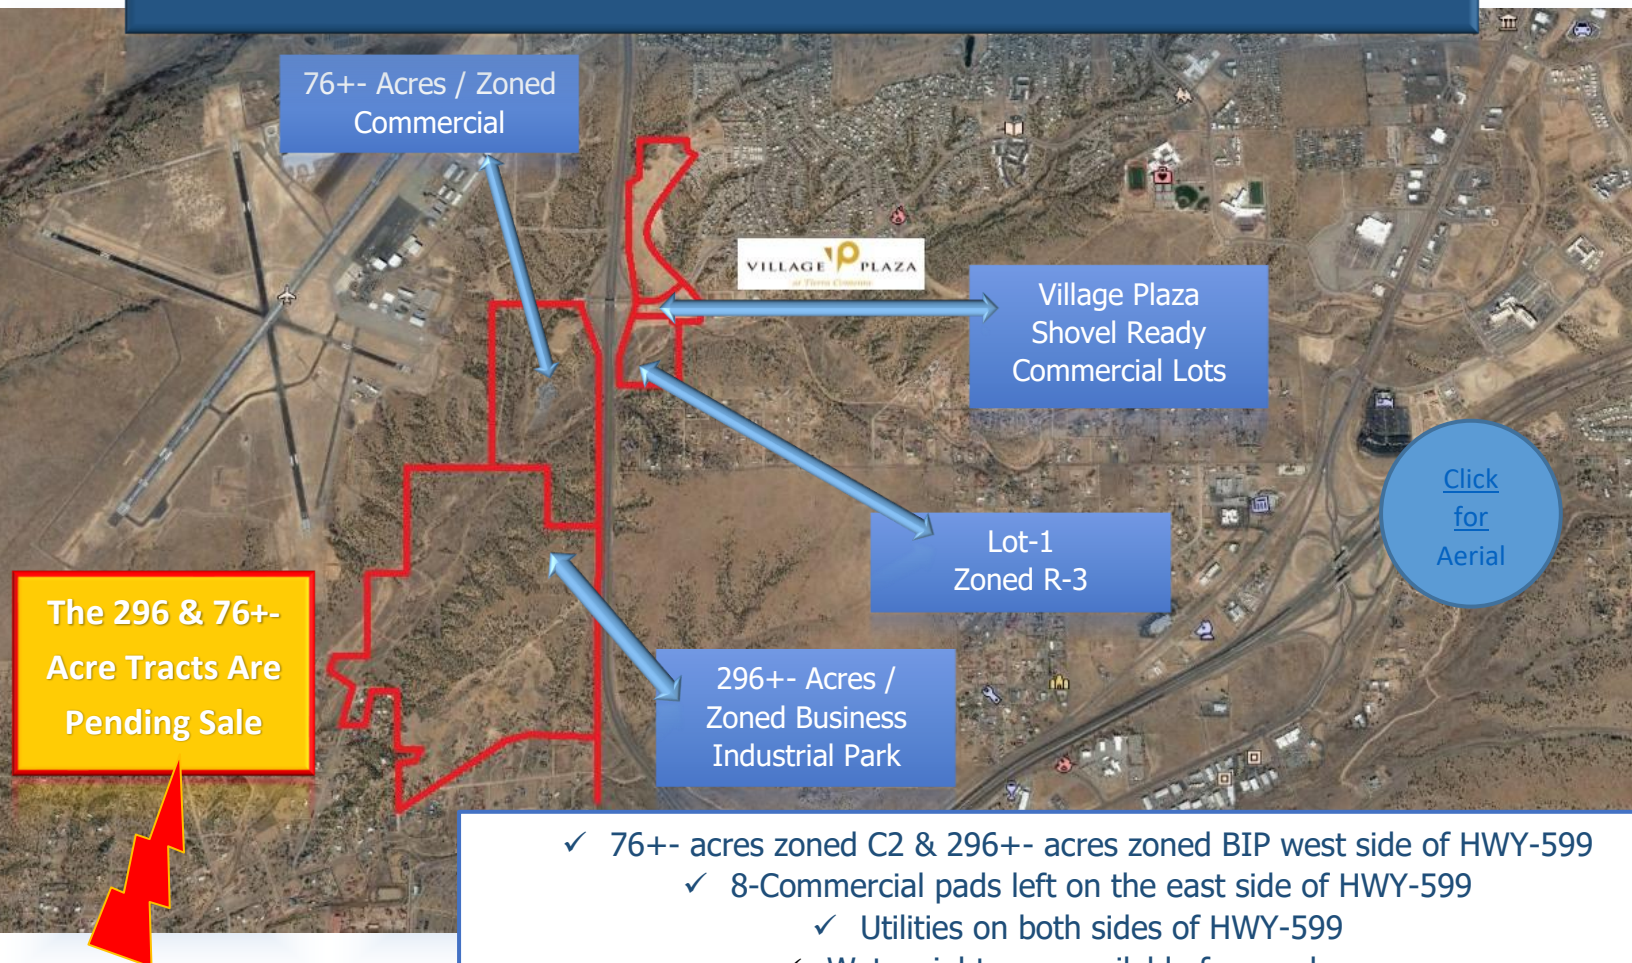 76+- Acres / Zoned
Commercial
VILLAGE PLAZA
at Tierra Contenta
Village Plaza
Shovel Ready
Commercial Lots
Click
for
Aerial
Lot-1
Zoned R-3
The 296 & 76+-
Acre Tracts Are
Pending Sale
296+- Acres /
Zoned Business
Industrial Park
✓ 76+- acres zoned C2 & 296+- acres zoned BIP west side of HWY-599
✓ 8-Commercial pads left on the east side of HWY-599
✓ Utilities on both sides of HWY-599